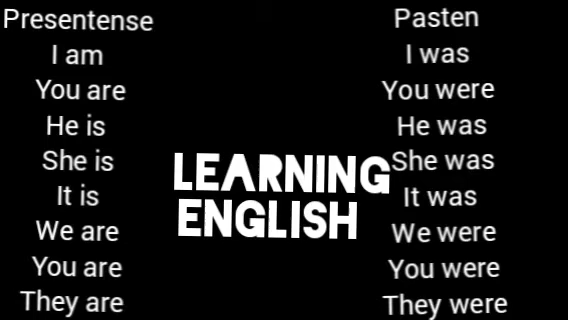 Presentense
I am
You are
He is
She is
It is
We are
You are
They are
LEARNING
ENGLISH
Pasten
I was
You were
He was
She was
It was
We were
You were
They were